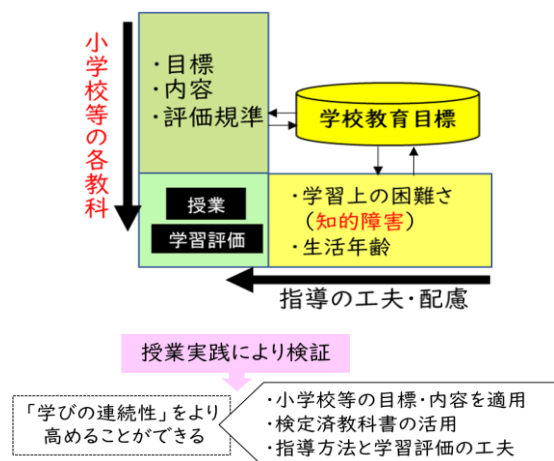 小学校等の各教科
・目標
・内容
・評価規準
学校教育目標
授業
学習評価
・学習上の困難さ
（知的障害）
・生活年齢
指導の工夫・配慮
授業実践により検証
「学びの連続性」をより
高めることができる
・小学校等の目標・内容を適用
・検定済教科書の活用
・指導方法と学習評価の工夫